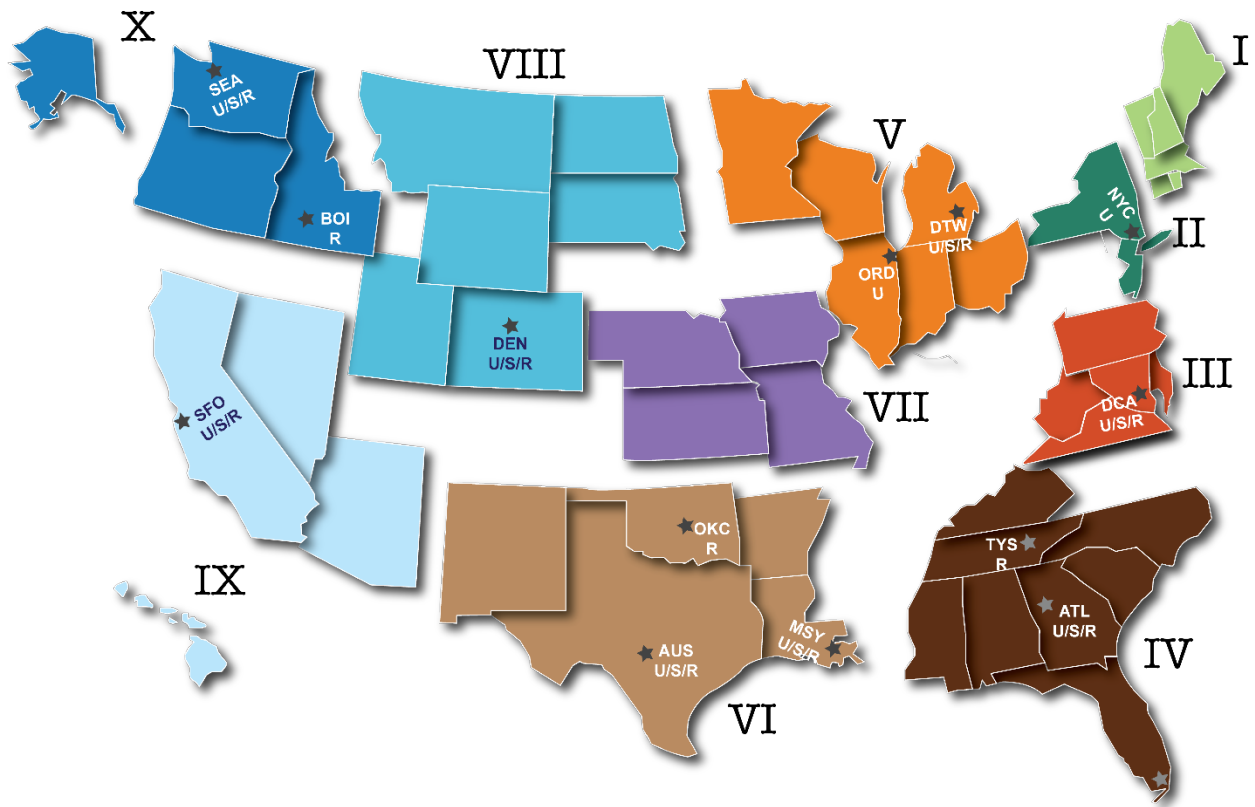 X
VIII
I
SEA
U/S/R
V
BOI
R
NYC
U
DTW
U/S/R
II
ORD
U
DEN
U/S/R
III
SFO
U/S/R
VII
DCA
U/S/R
OKC
R
TYS
R
IX
ATL
U/S/R
MSY
U/S/R
AUS
U/S/R
IV
VI